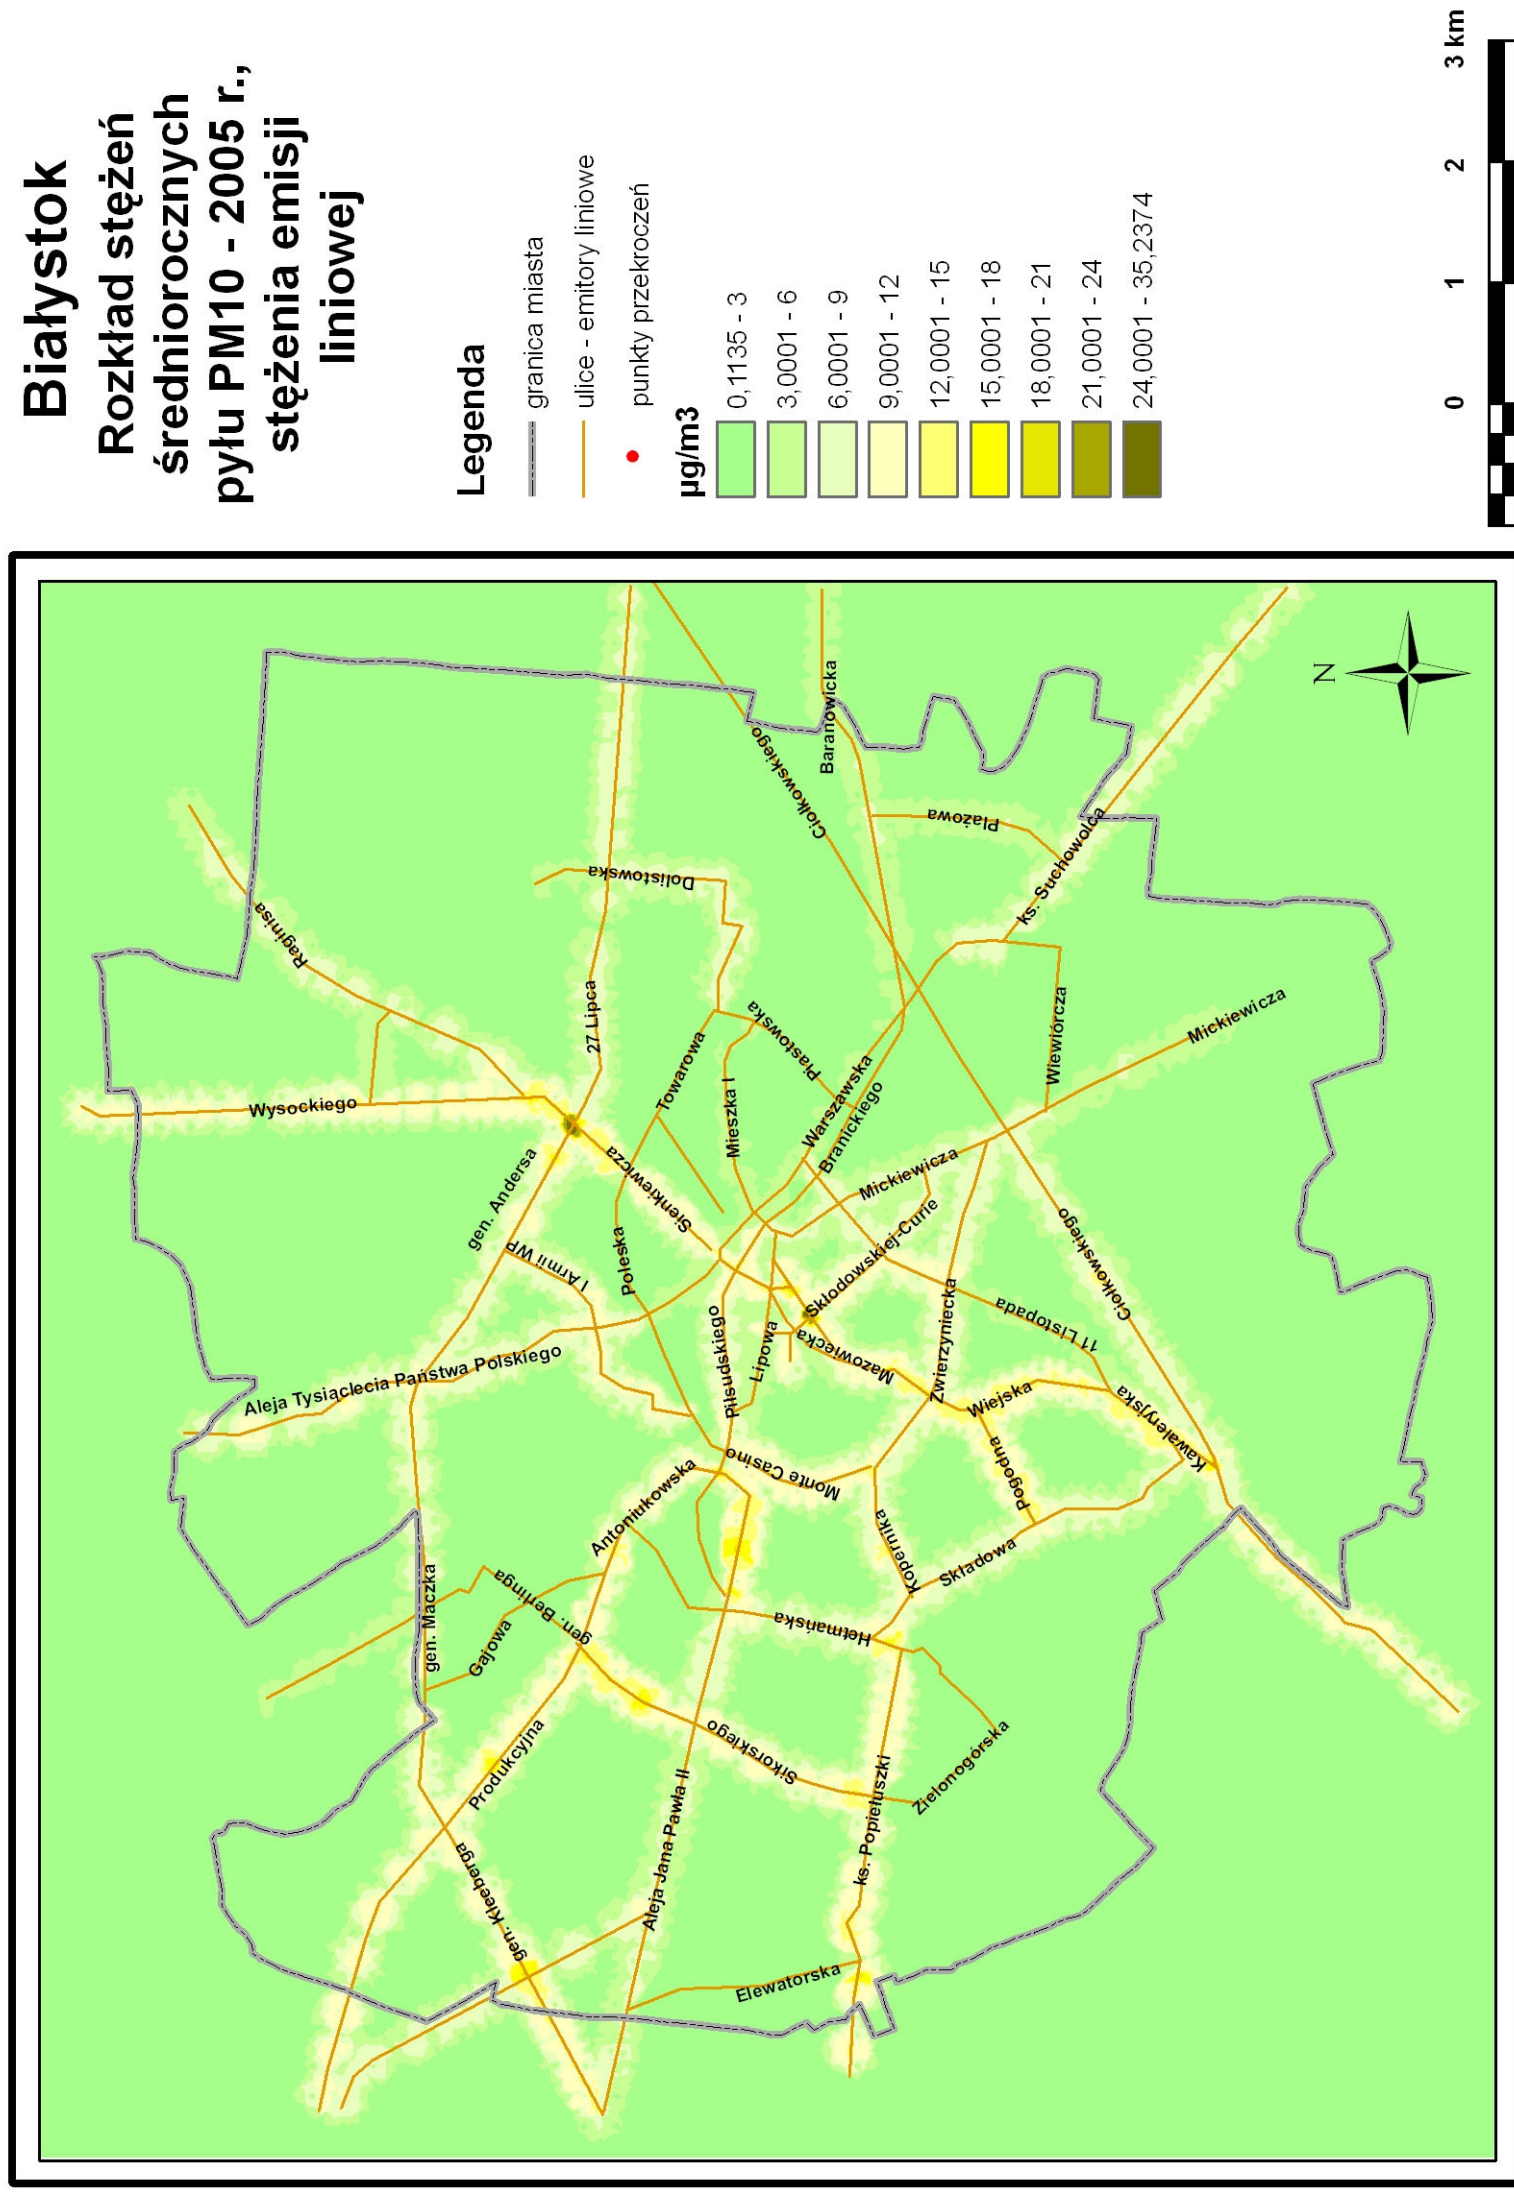 Białystok
Rozkład stężeń
średniorocznych
pyłu PM10 - 2005 r.,
stężenia emisji
liniowej
Legenda
granica miasta
ulice - emitory liniowe
punkty przekroczeń
µg/m3
0,1135 - 3
3,0001 - 6
6,0001 - 9
9,0001 - 12
12,0001 - 15
15,0001 - 18
18,0001 - 21
21,0001 - 24
24,0001 - 35,2374
0 1 2 3 km
N
Raginisa
Wysockiego
27 Lipca
Dolistowska
Ciołkowskiego
Baranowicka
Plażowa
ks. Suchowolca
Wiewiórcza
Mickiewicza
Piastowska
Towarowa
Mieszka I
Warszawska
Branickiego
Mickiewicza
gen. Andersa
Sienkiewicza
I Armii WP
Poleska
Aleja Tysiąclecia Państwa Polskiego
Piłsudskiego
Lipowa
Skłodowskiej-Curie
Mazowiecka
Zwierzyniecka
11 Listopada
Ciołkowskiego
Wiejska
Kawaleryjska
Pogodna
Monte Casino
Antoniukowska
Kopernika
Składowa
gen. Maczka
gen. Berlinga
Gajowa
Hetmańska
Produkcyjna
Sikorskiego
Zielonogórska
gen. Kleeberga
Aleja Jana Pawła II
ks. Popiełuszki
Elewatorska